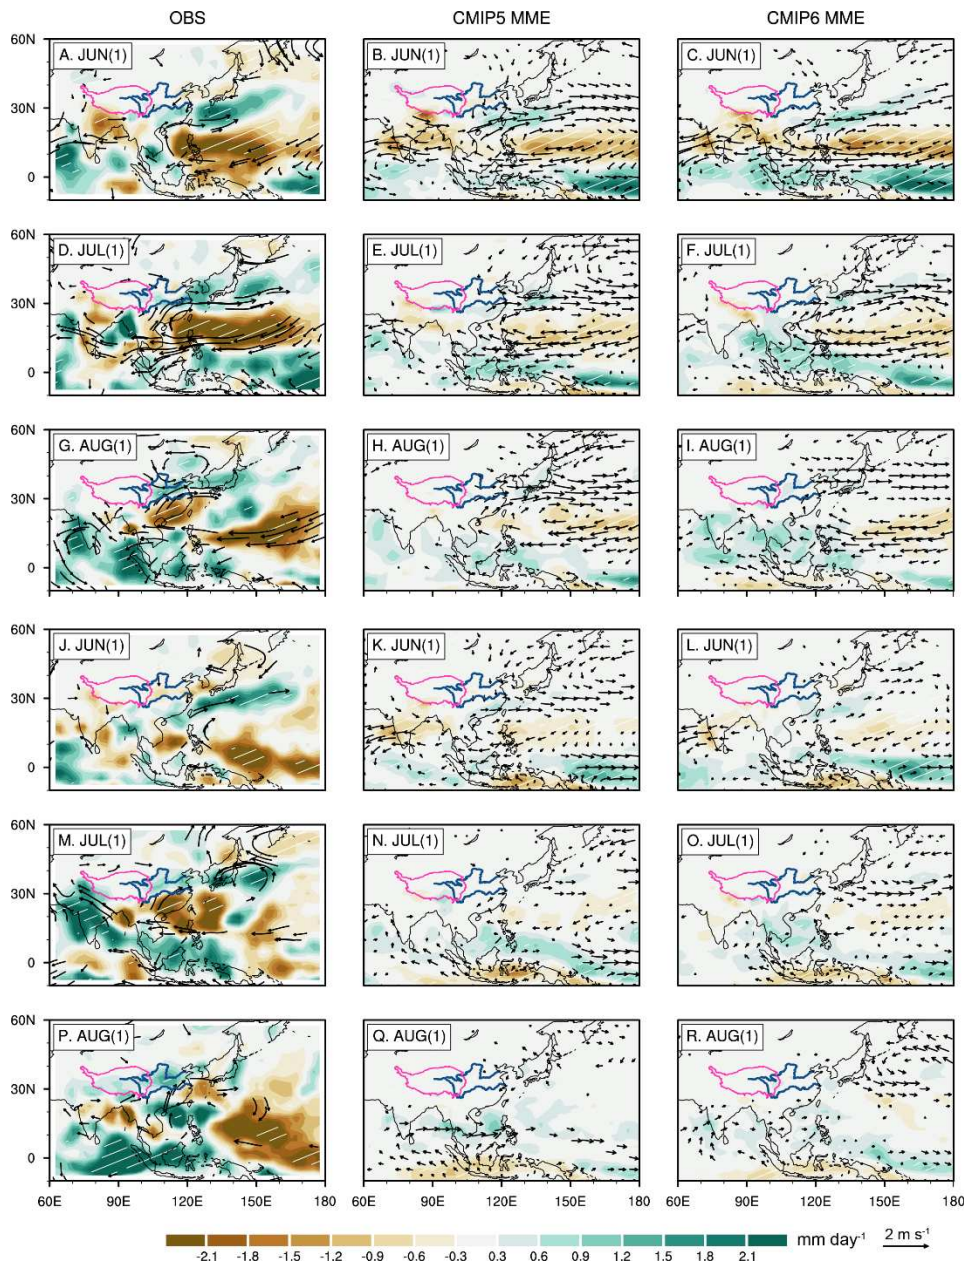 OBS CMIP5 MME CMIP6 MME
60N A. JUN(1) B. JUN(1) C. JUN(1)
30N
0
60N D. JUL(1) E. JUL(1) F. JUL(1)
30N
0
60N G. AUG(1) H. AUG(1) I. AUG(1)
30N
0
60N J. JUN(1) K. JUN(1) L. JUN(1)
30N
0
60N M. JUL(1) N. JUL(1) O. JUL(1)
30N
0
60N P. AUG(1) Q. AUG(1) R. AUG(1)
30N
0
60E 90E 120E 150E 180 60E 90E 120E 150E 180 60E 90E 120E 150E 180
-2.1 -1.8 -1.5 -1.2 -0.9 -0.6 -0.3 0.3 0.6 0.9 1.2 1.5 1.8 2.1 mm day⁻¹ 2 m s⁻¹